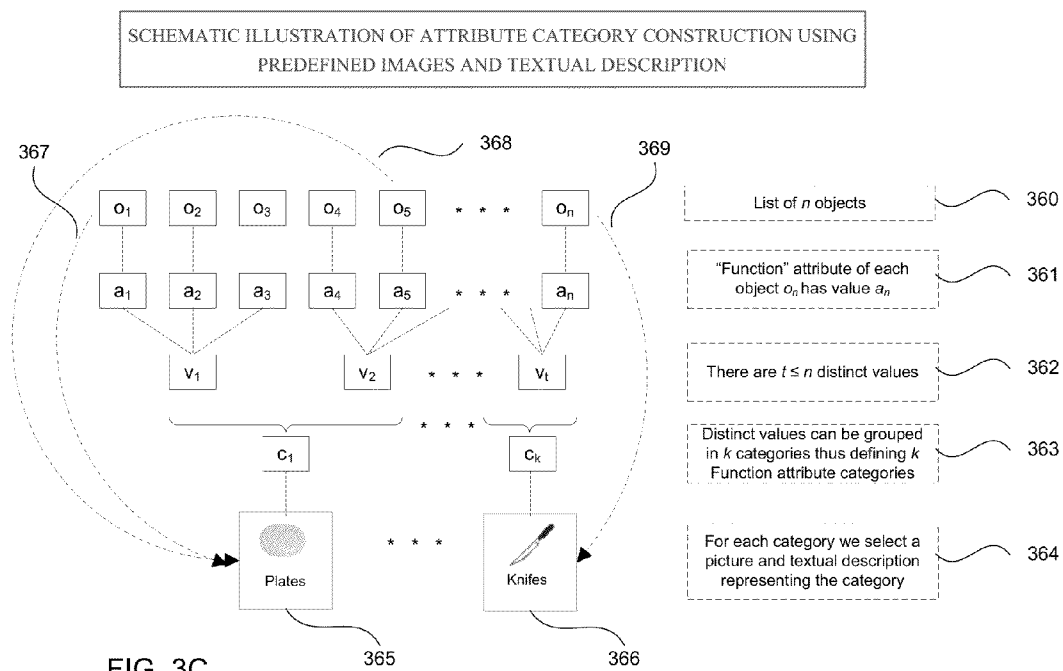 SCHEMATIC ILLUSTRATION OF ATTRIBUTE CATEGORY CONSTRUCTION USING
PREDEFINED IMAGES AND TEXTUAL DESCRIPTION
367
368
369
o1 o2 o3 o4 o5 * * * on
List of n objects
360
a1 a2 a3 a4 a5 * * * an
“Function” attribute of each
object on has value an
361
v1 v2 * * * vt
There are t ≤ n distinct values
362
* * *
c1 ck
Distinct values can be grouped
in k categories thus defining k
Function attribute categories
363
Plates
* * *
Knifes
For each category we select a
picture and textual description
representing the category
364
365
366
FIG. 3C